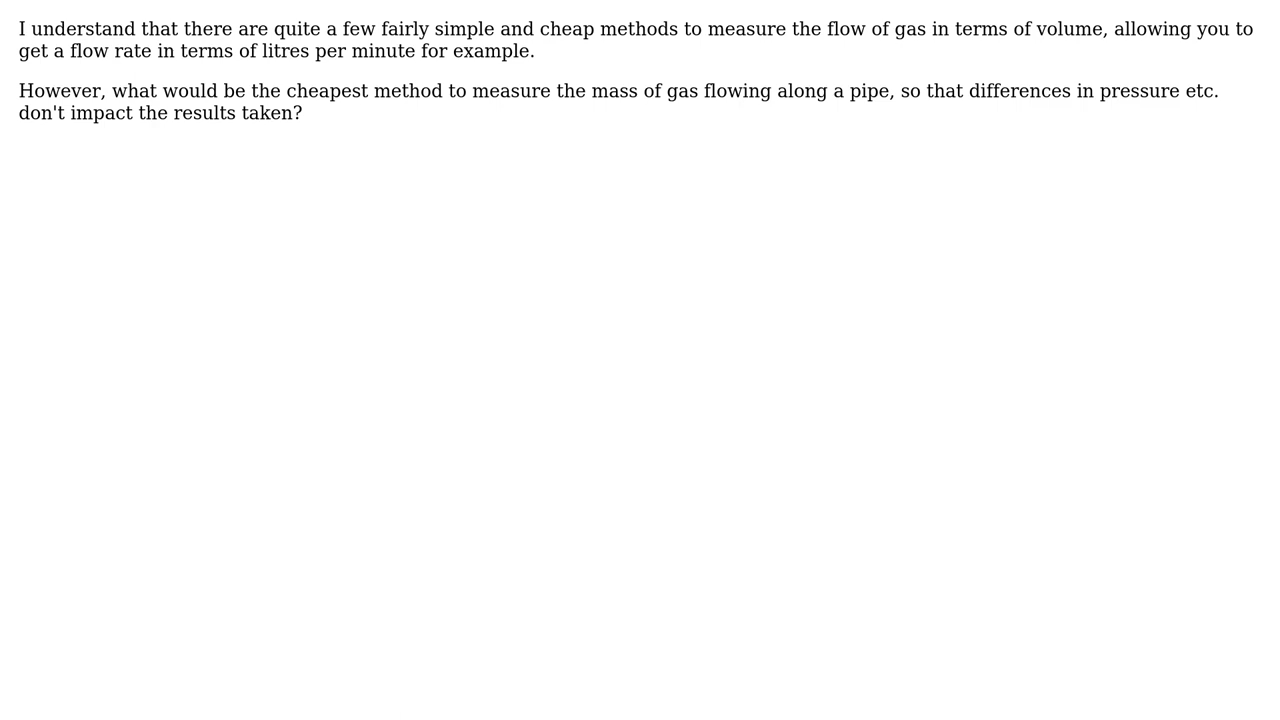 I understand that there are quite a few fairly simple and cheap methods to measure the flow of gas in terms of volume, allowing you to
get a flow rate in terms of litres per minute for example.
However, what would be the cheapest method to measure the mass of gas flowing along a pipe, so that differences in pressure etc.
don't impact the results taken?